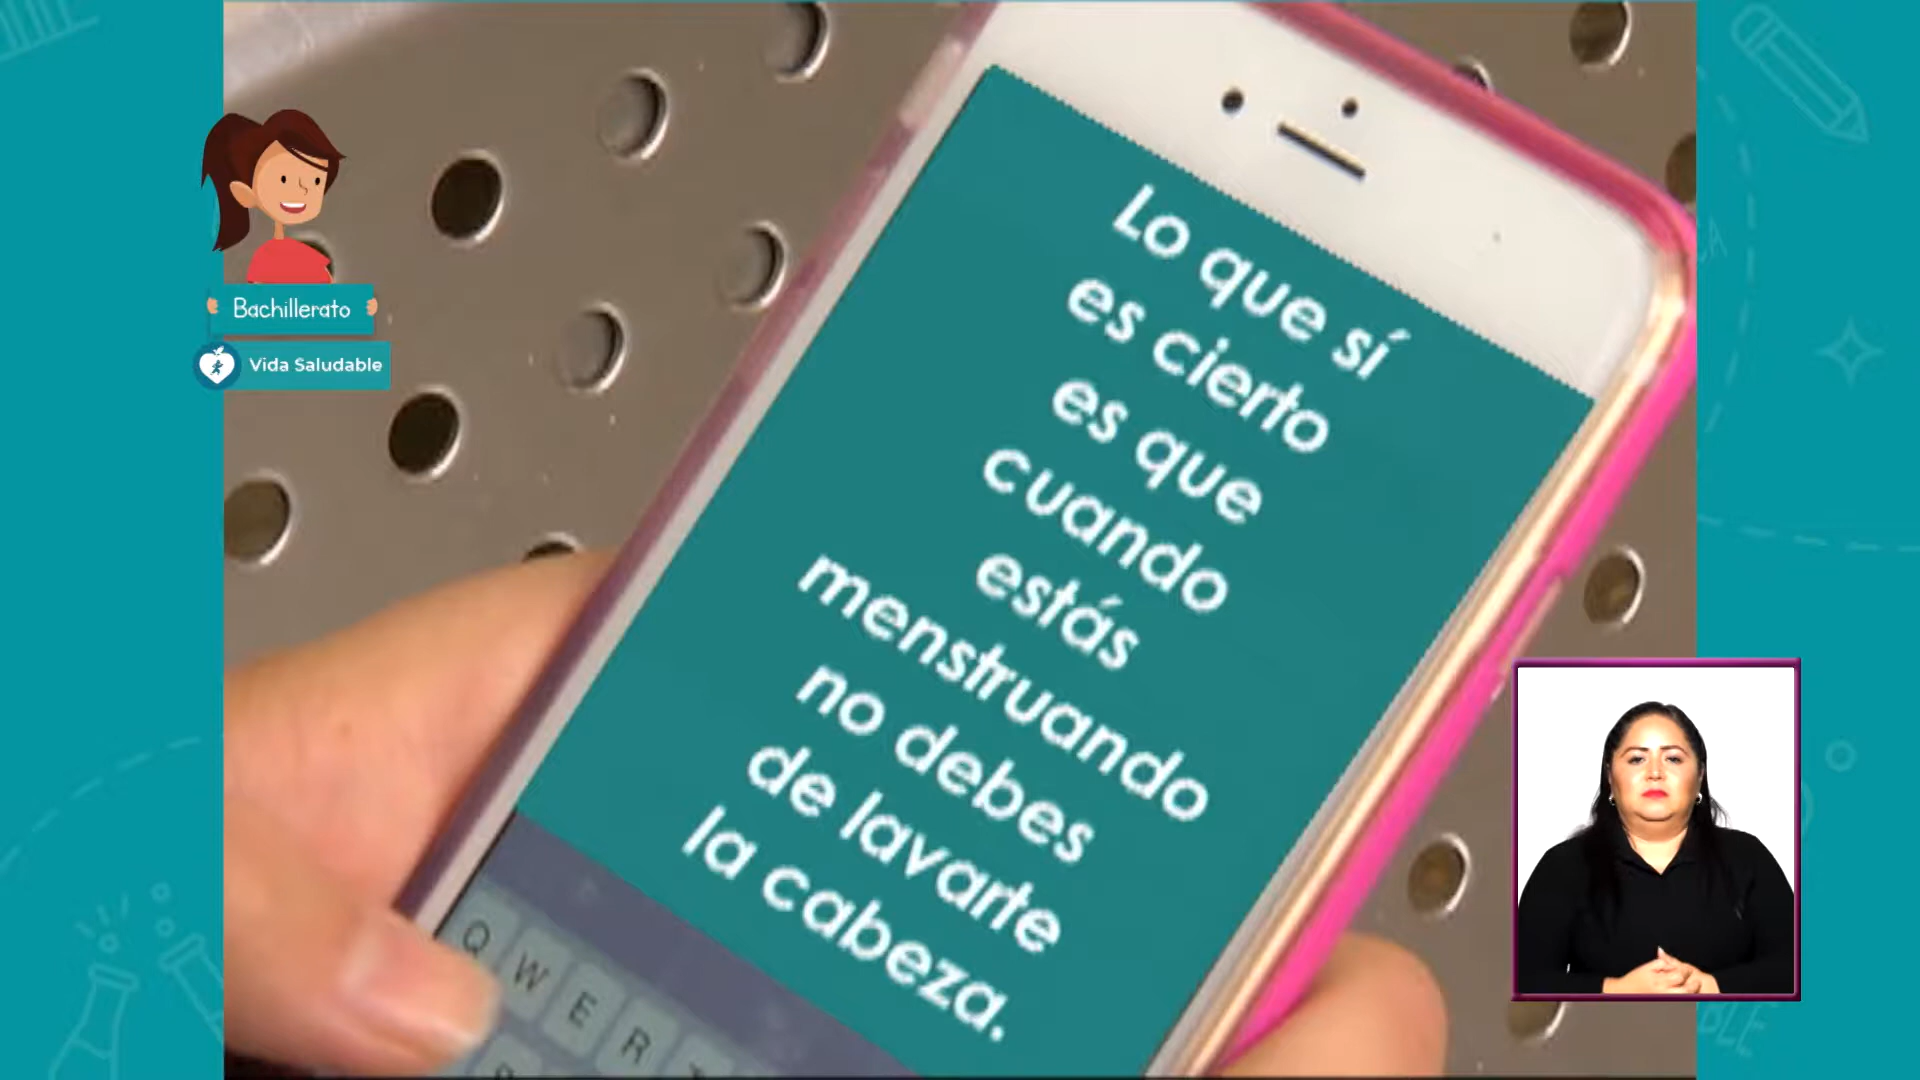 Bachillerato
Vida Saludable
Lo que sí
es cierto
es que
cuando
estás
menstruando
no debes
de lavarte
la cabeza.
Q W E R